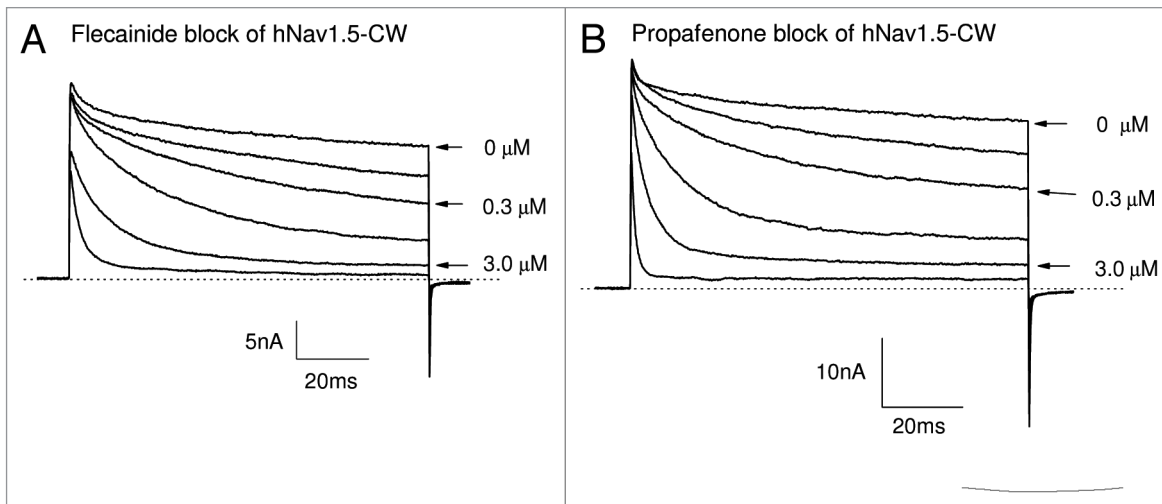 A Flecainide block of hNav1.5-CW
0 μM
0.3 μM
3.0 μM
5nA
20ms
B Propafenone block of hNav1.5-CW
0 μM
0.3 μM
3.0 μM
10nA
20ms